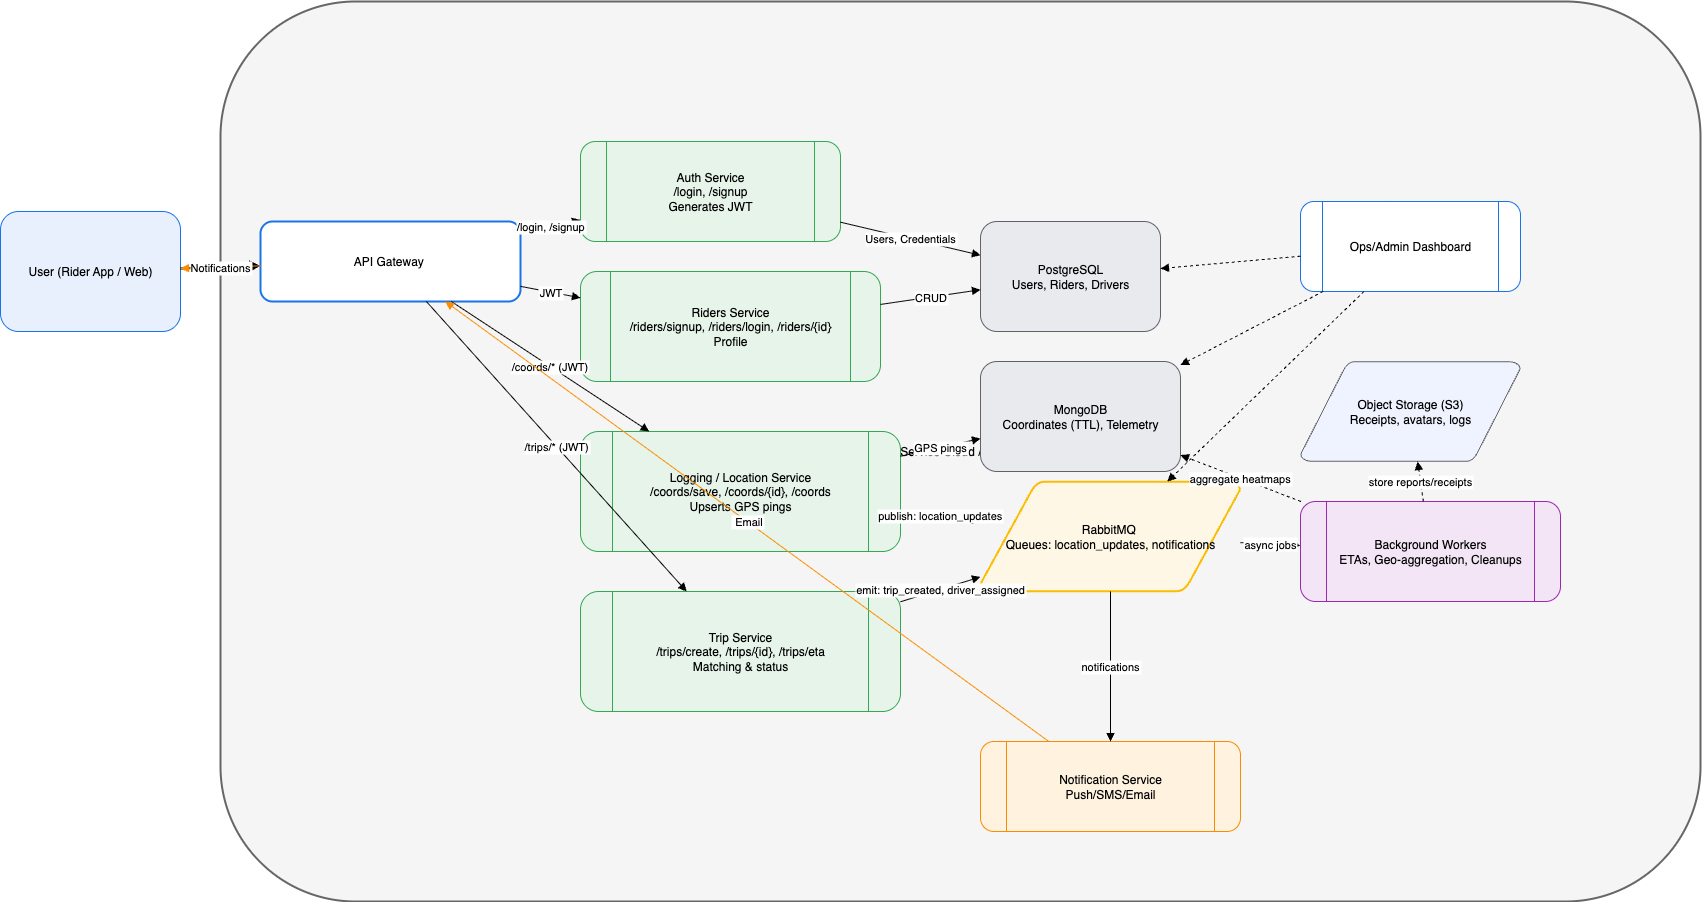 User (Rider App / Web)
Notifications
API Gateway
/login, /signup
JWT
/coords/* (JWT)
/trips/* (JWT)
Auth Service
/login, /signup
Generates JWT
Riders Service
/riders/signup, /riders/login, /riders/{id}
Profile
Logging / Location Service
/coords/save, /coords/{id}, /coords
Upserts GPS pings
Email
Trip Service
/trips/create, /trips/{id}, /trips/eta
Matching & status
Users, Credentials
CRUD
GPS pings
publish: location_updates
emit: trip_created, driver_assigned
PostgreSQL
Users, Riders, Drivers
MongoDB
Coordinates (TTL), Telemetry
RabbitMQ
Queues: location_updates, notifications
notifications
Notification Service
Push/SMS/Email
Ops/Admin Dashboard
Object Storage (S3)
Receipts, avatars, logs
aggregate heatmaps
store reports/receipts
async jobs
Background Workers
ETAs, Geo-aggregation, Cleanups